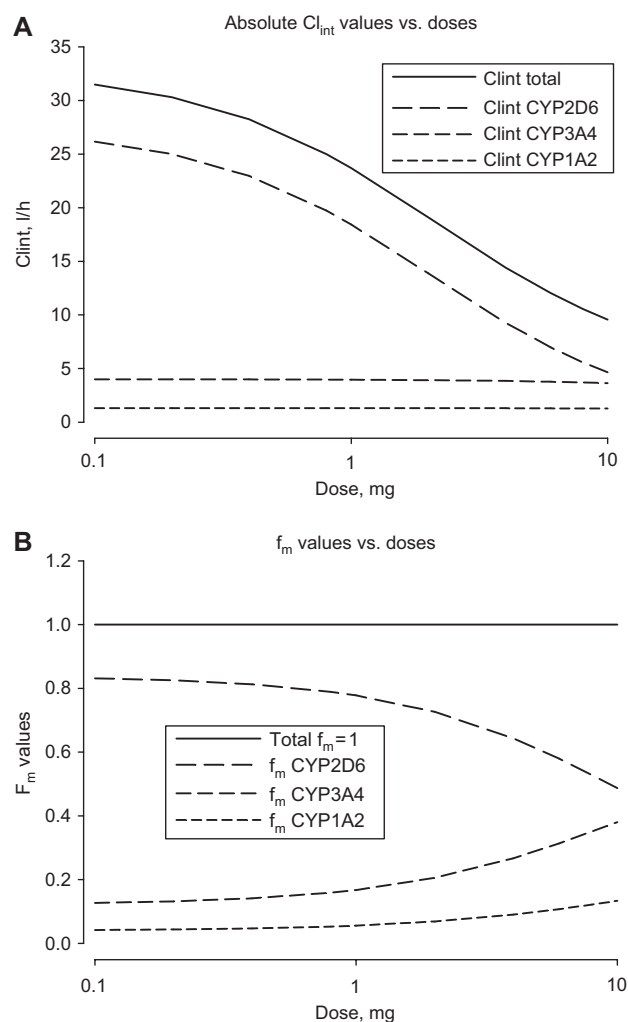 A
Absolute Cl_int values vs. doses
35
30
25
20
15
10
5
0
Clint, l/h
Clint total
Clint CYP2D6
Clint CYP3A4
Clint CYP1A2
0.1
1
10
Dose, mg
B
f_m values vs. doses
1.2
1.0
0.8
0.6
0.4
0.2
0.0
F_m values
Total f_m=1
f_m CYP2D6
f_m CYP3A4
f_m CYP1A2
0.1
1
10
Dose, mg